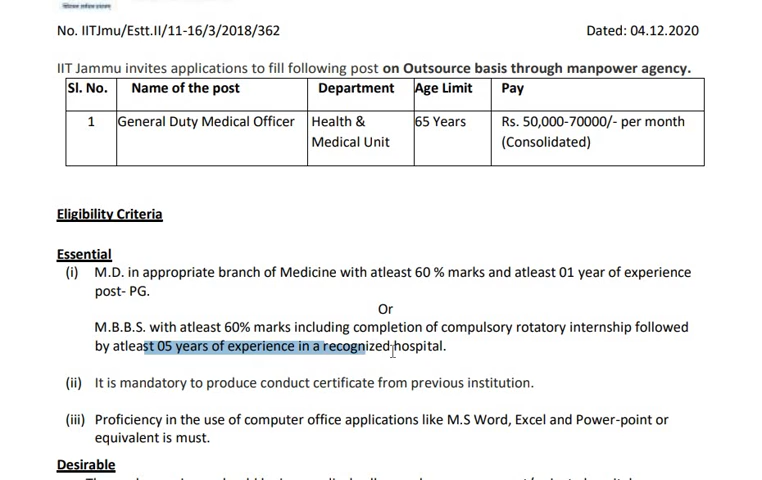 No. IITJmu/Estt.II/11-16/3/2018/362 Dated: 04.12.2020
IIT Jammu invites applications to fill following post on Outsource basis through manpower agency.
Sl. No. Name of the post Department Age Limit Pay
1 General Duty Medical Officer Health & Medical Unit 65 Years Rs. 50,000-70000/- per month (Consolidated)
Eligibility Criteria
Essential
(i) M.D. in appropriate branch of Medicine with atleast 60 % marks and atleast 01 year of experience
post- PG.
Or
M.B.B.S. with atleast 60% marks including completion of compulsory rotatory internship followed
by atleast 05 years of experience in a recognized hospital.
(ii) It is mandatory to produce conduct certificate from previous institution.
(iii) Proficiency in the use of computer office applications like M.S Word, Excel and Power-point or
equivalent is must.
Desirable